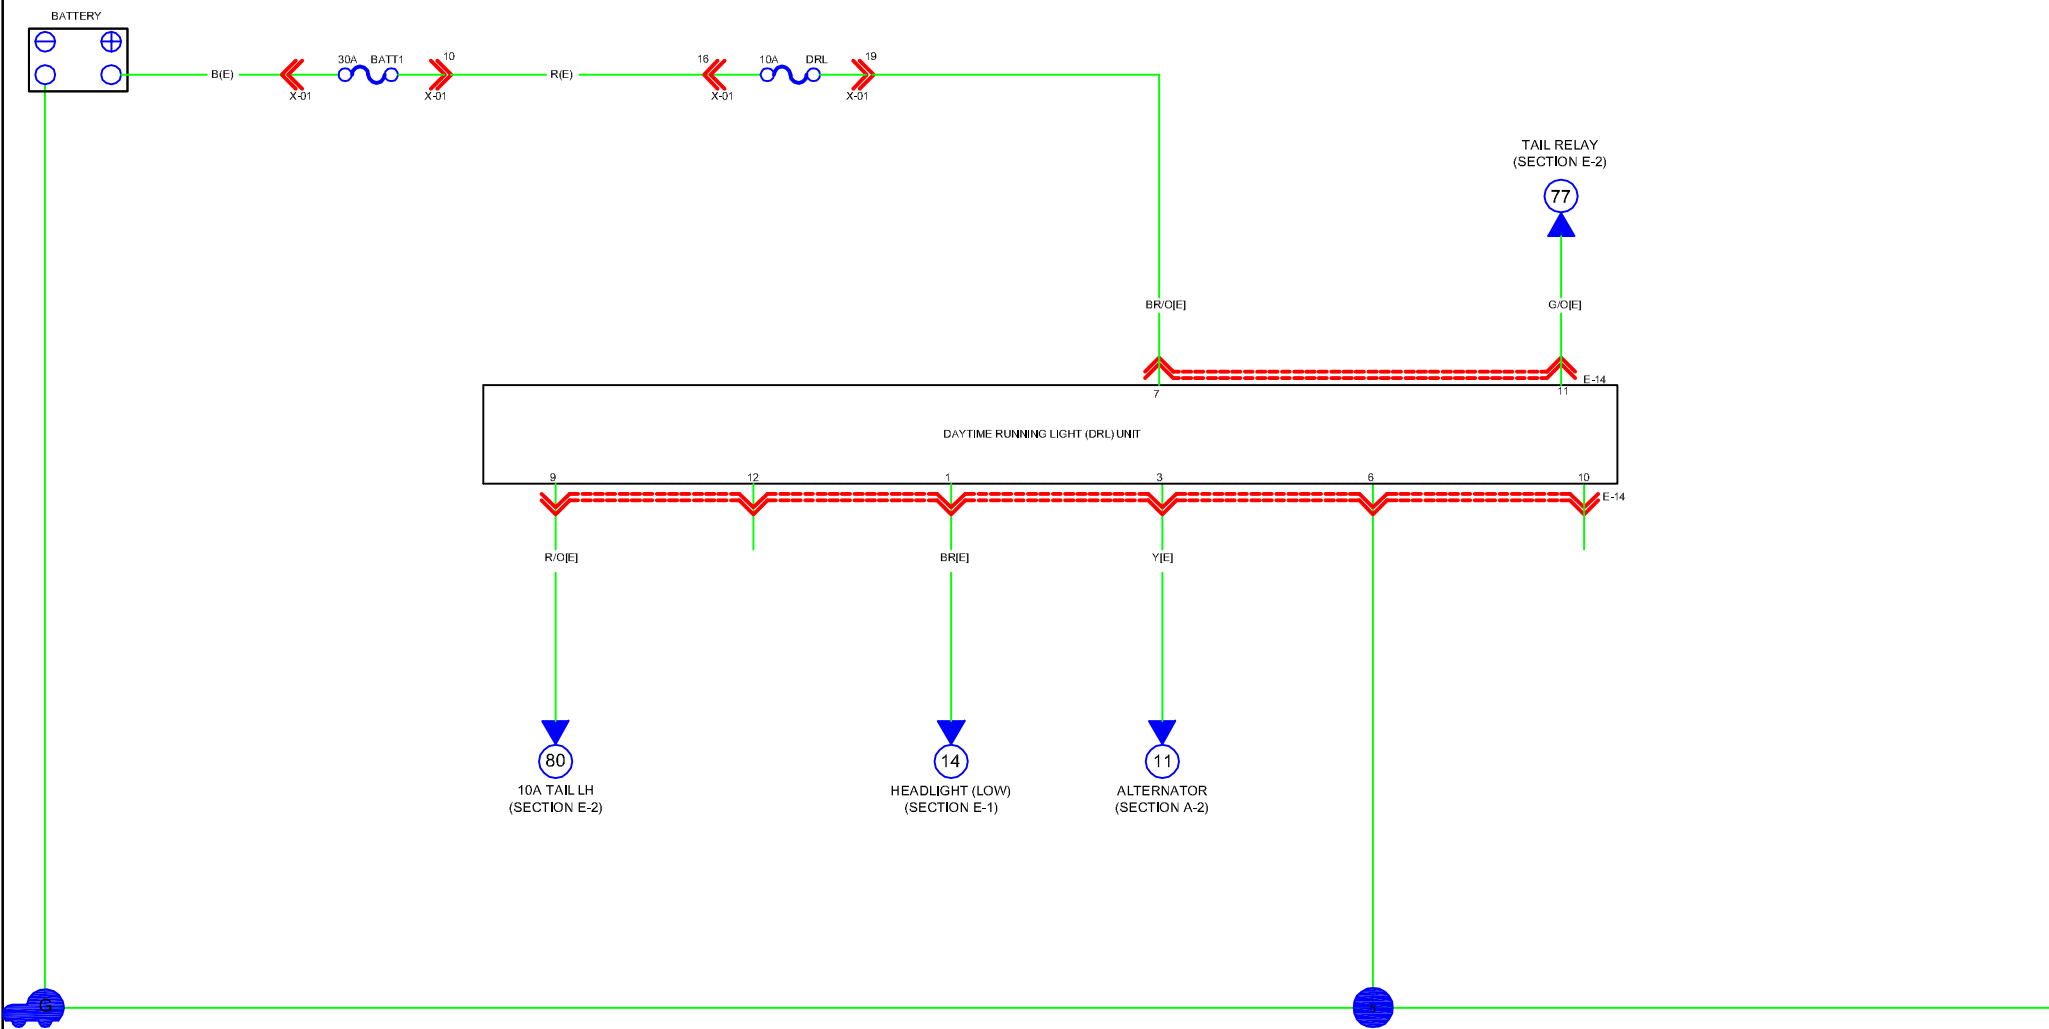 BATTERY
30A BATT1
10
16
10A DRL
19
B(E)
R(E)
X-01
X-01
X-01
X-01
TAIL RELAY
(SECTION E-2)
77
BR/O[E]
G/O[E]
E-14
7
11
DAYTIME RUNNING LIGHT (DRL) UNIT
9
12
1
3
6
10
E-14
R/O[E]
BR[E]
Y[E]
80
14
11
10A TAIL LH
(SECTION E-2)
HEADLIGHT (LOW)
(SECTION E-1)
ALTERNATOR
(SECTION A-2)
G